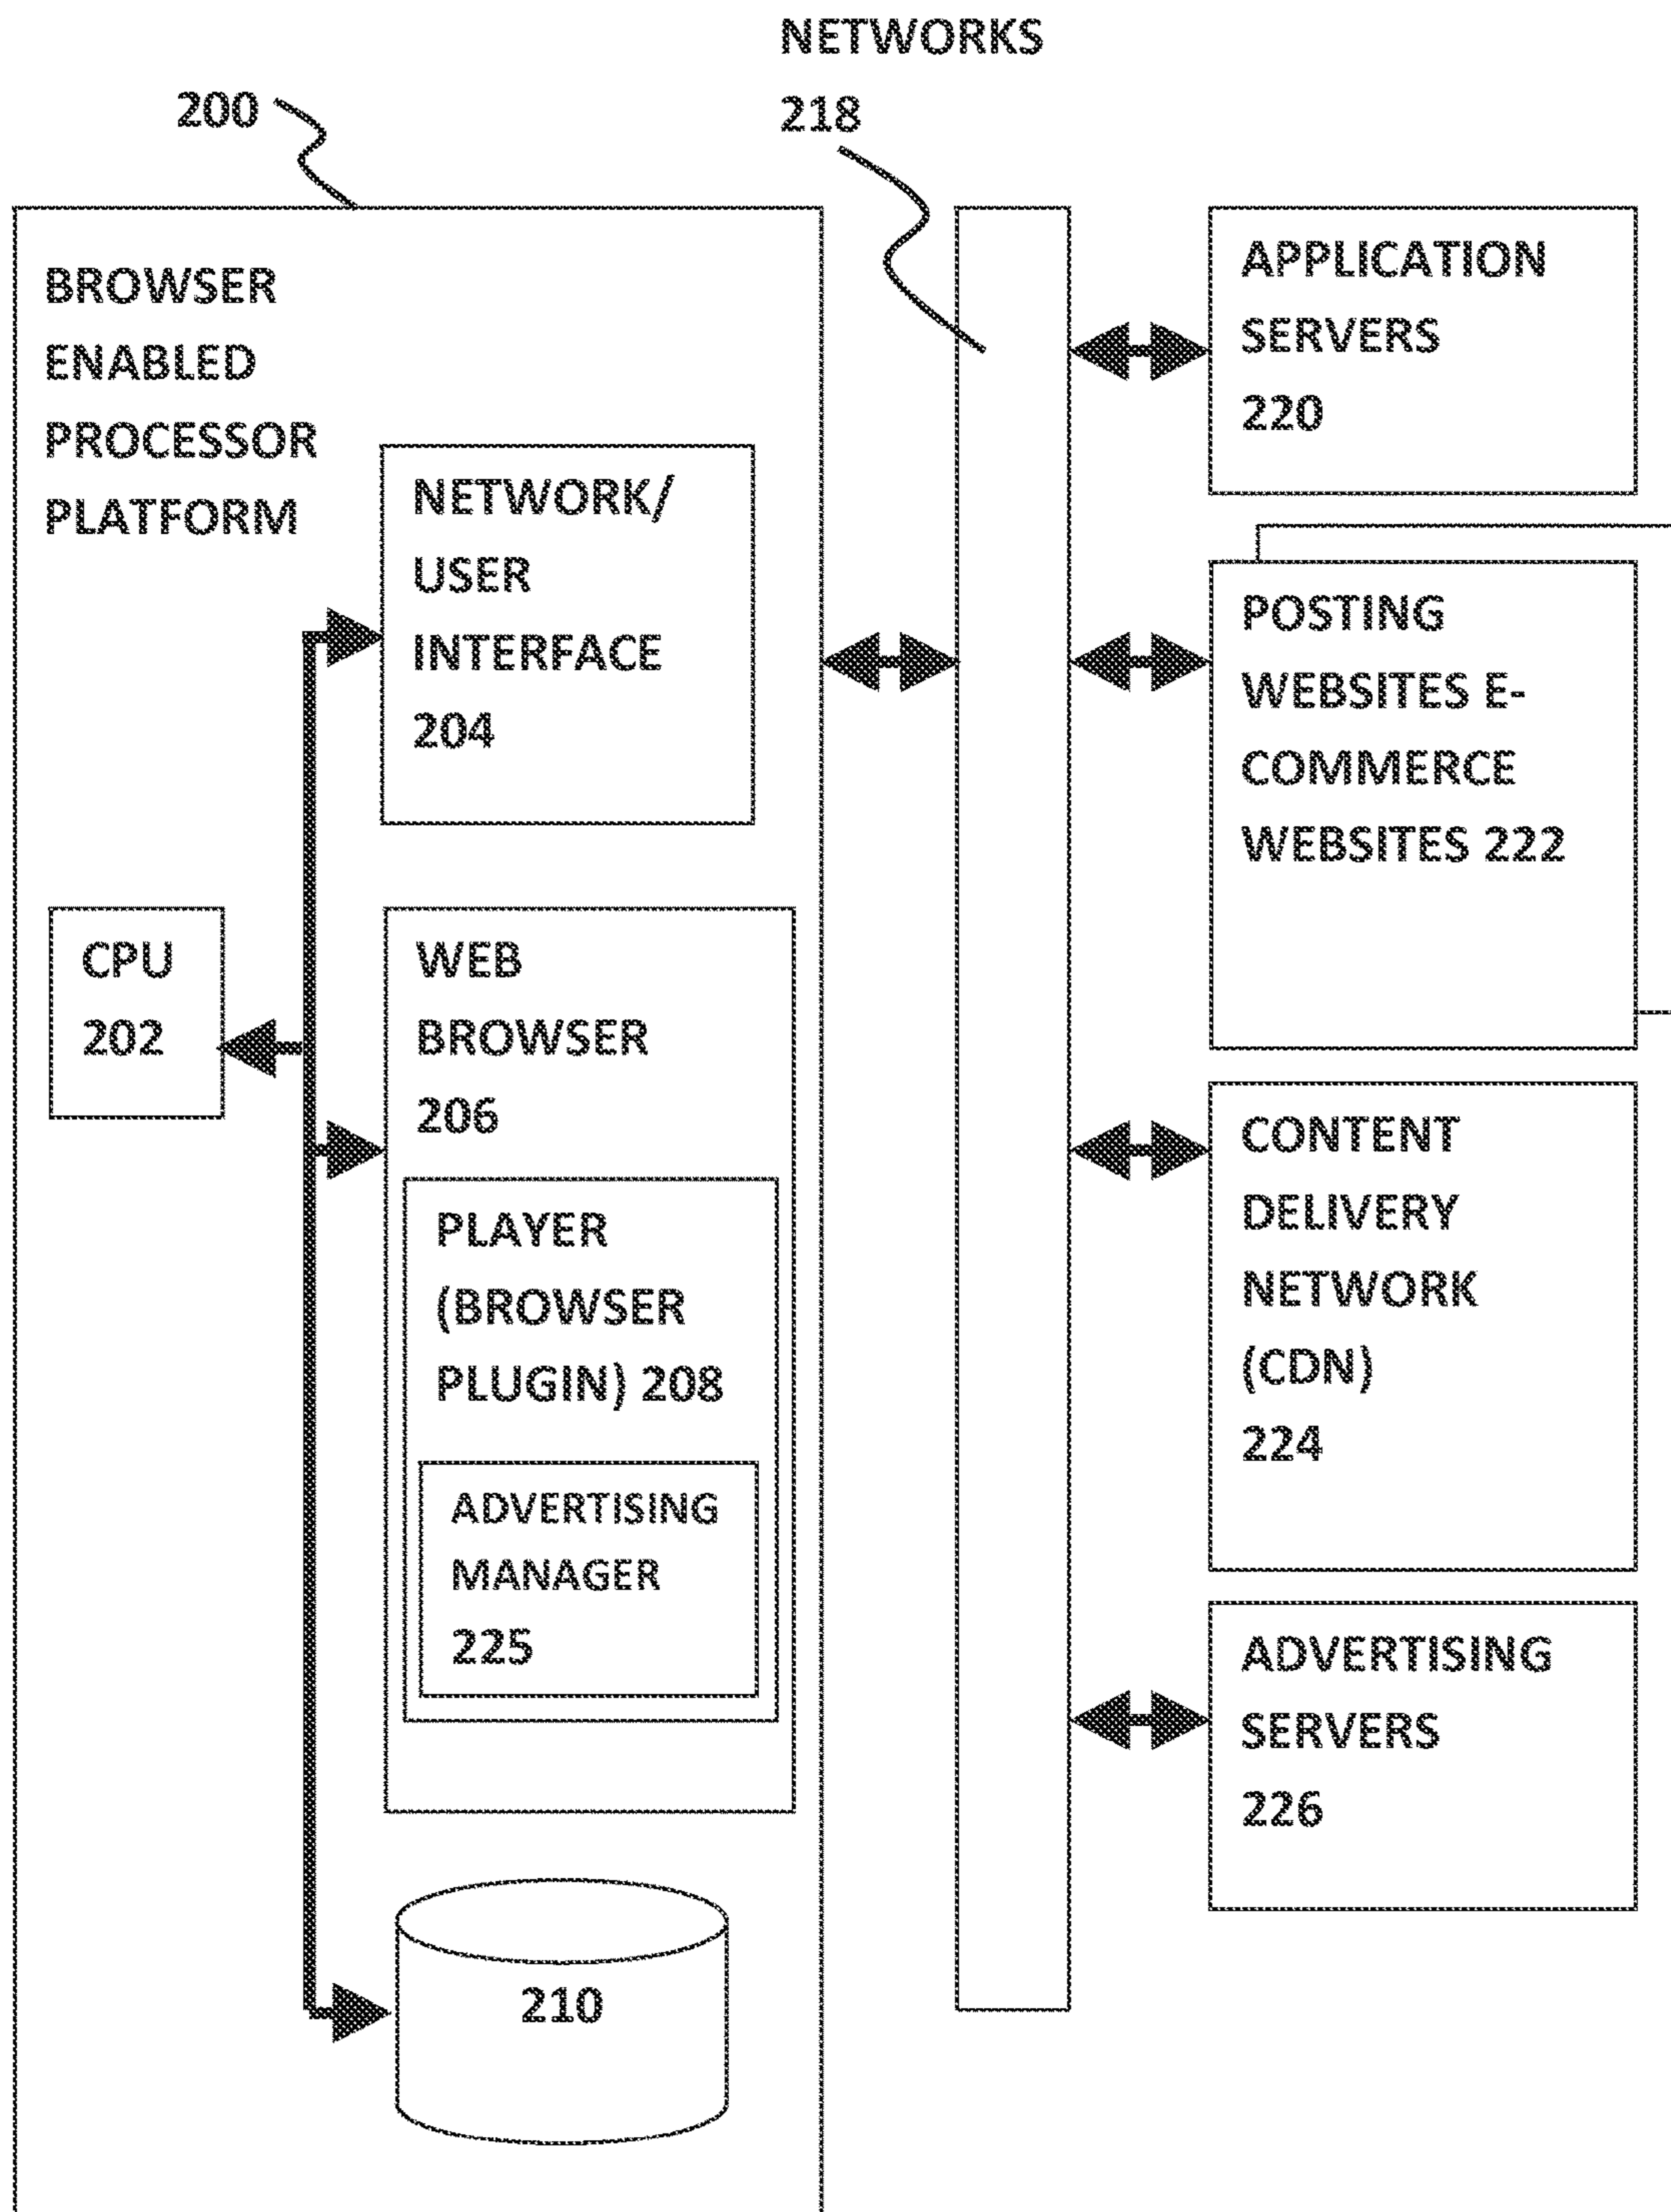 NETWORKS
218
200
BROWSER
ENABLED
PROCESSOR
PLATFORM
NETWORK/
USER
INTERFACE
204
CPU
202
WEB
BROWSER
206
PLAYER
(BROWSER
PLUGIN) 208
ADVERTISING
MANAGER
225
210
APPLICATION
SERVERS
220
POSTING
WEBSITES E-
COMMERCE
WEBSITES 222
CONTENT
DELIVERY
NETWORK
(CDN)
224
ADVERTISING
SERVERS
226